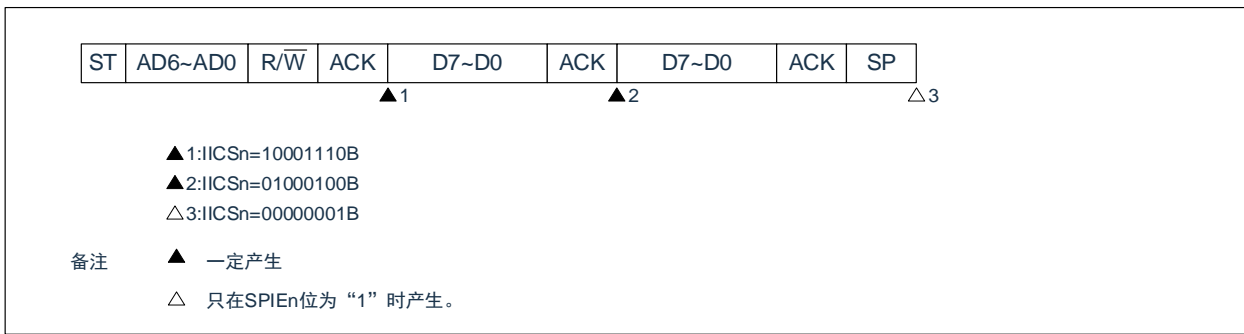 ST AD6~AD0 R/W̅ ACK D7~D0 ACK D7~D0 ACK SP
▲1 ▲2 △3
▲1:IICSn=10001110B
▲2:IICSn=01000100B
△3:IICSn=00000001B
备注 ▲ 一定产生
△ 只在SPIEn位为“1”时产生。